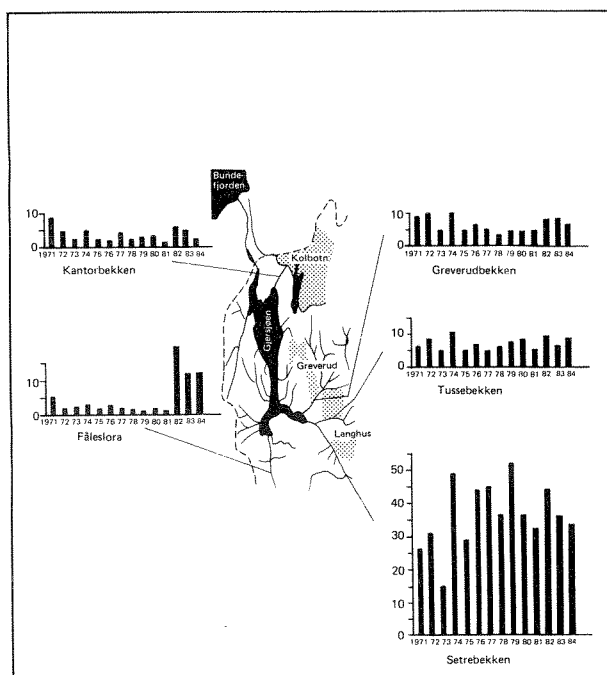 Bunde-
fjorden
10
0
1971 72 73 74 75 76 77 78 79 80 81 82 83 84
Kantorbekken
Kolbotn
10
0
1971 72 73 74 75 76 77 78 79 80 81 82 83 84
Greverudbekken
Gjersjøen
Greverud
10
0
1971 72 73 74 75 76 77 78 79 80 81 82 83 84
Tussebekken
10
0
1971 72 73 74 75 76 77 78 79 80 81 82 83 84
Fåleslora
Langhus
50
40
30
20
10
0
1971 72 73 74 75 76 77 78 79 80 81 82 83 84
Setrebekken